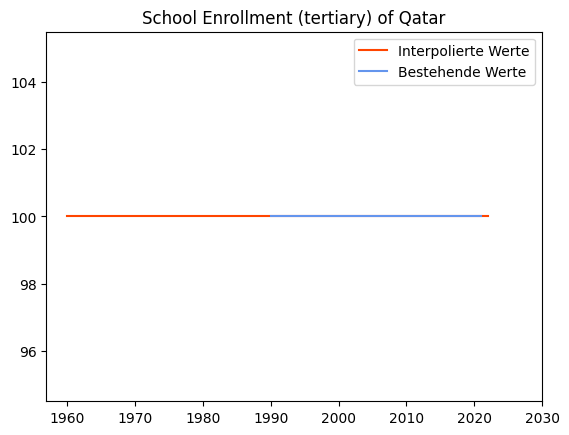 School Enrollment (tertiary) of Qatar
Interpolierte Werte
Bestehende Werte
104
102
100
98
96
1960 1970 1980 1990 2000 2010 2020 2030